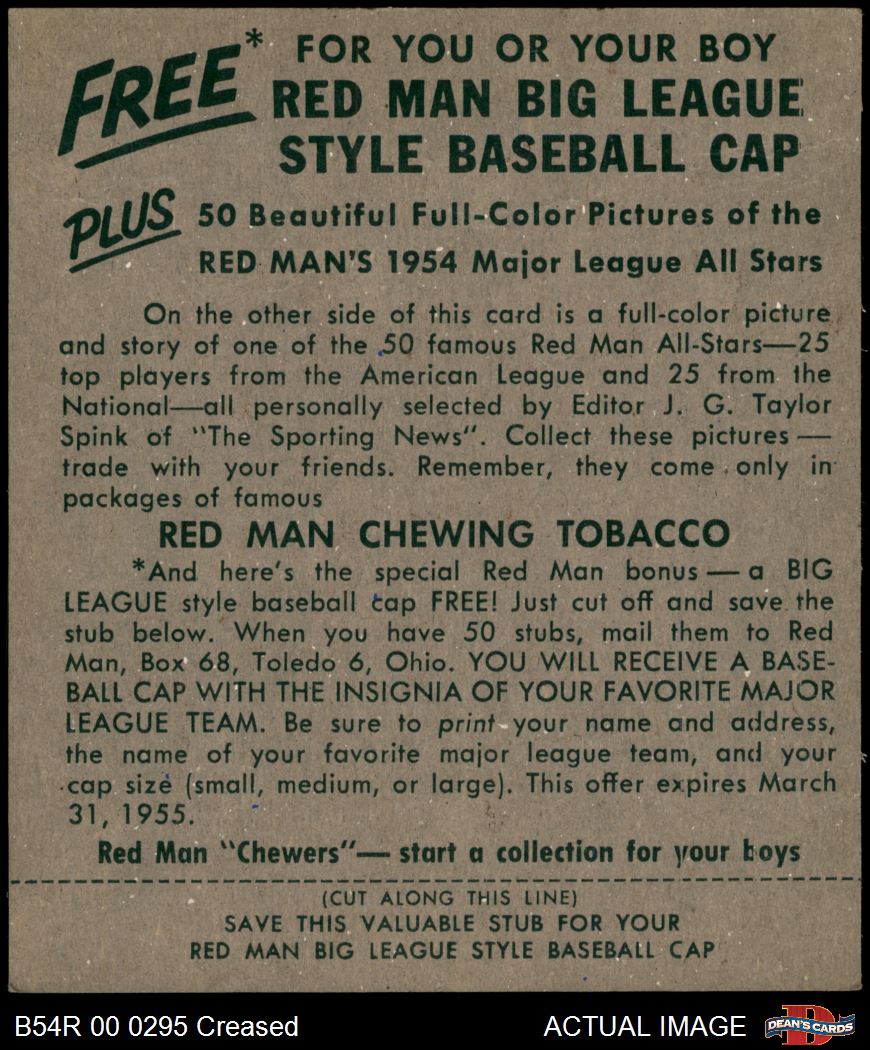 FREE* FOR YOU OR YOUR BOY
RED MAN BIG LEAGUE
STYLE BASEBALL CAP
PLUS 50 Beautiful Full-Color Pictures of the
RED MAN'S 1954 Major League All Stars
On the other side of this card is a full-color picture
and story of one of the 50 famous Red Man All-Stars—25
top players from the American League and 25 from the
National—all personally selected by Editor J. G. Taylor
Spink of "The Sporting News". Collect these pictures —
trade with your friends. Remember, they come only in
packages of famous
RED MAN CHEWING TOBACCO
*And here's the special Red Man bonus — a BIG
LEAGUE style baseball cap FREE! Just cut off and save the
stub below. When you have 50 stubs, mail them to Red
Man, Box 68, Toledo 6, Ohio. YOU WILL RECEIVE A BASE-
BALL CAP WITH THE INSIGNIA OF YOUR FAVORITE MAJOR
LEAGUE TEAM. Be sure to print your name and address,
the name of your favorite major league team, and your
cap size (small, medium, or large). This offer expires March
31, 1955.
Red Man "Chewers"— start a collection for your boys
(CUT ALONG THIS LINE)
SAVE THIS VALUABLE STUB FOR YOUR
RED MAN BIG LEAGUE STYLE BASEBALL CAP
B54R 00 0295 Creased ACTUAL IMAGE D DEAN'S CARDS